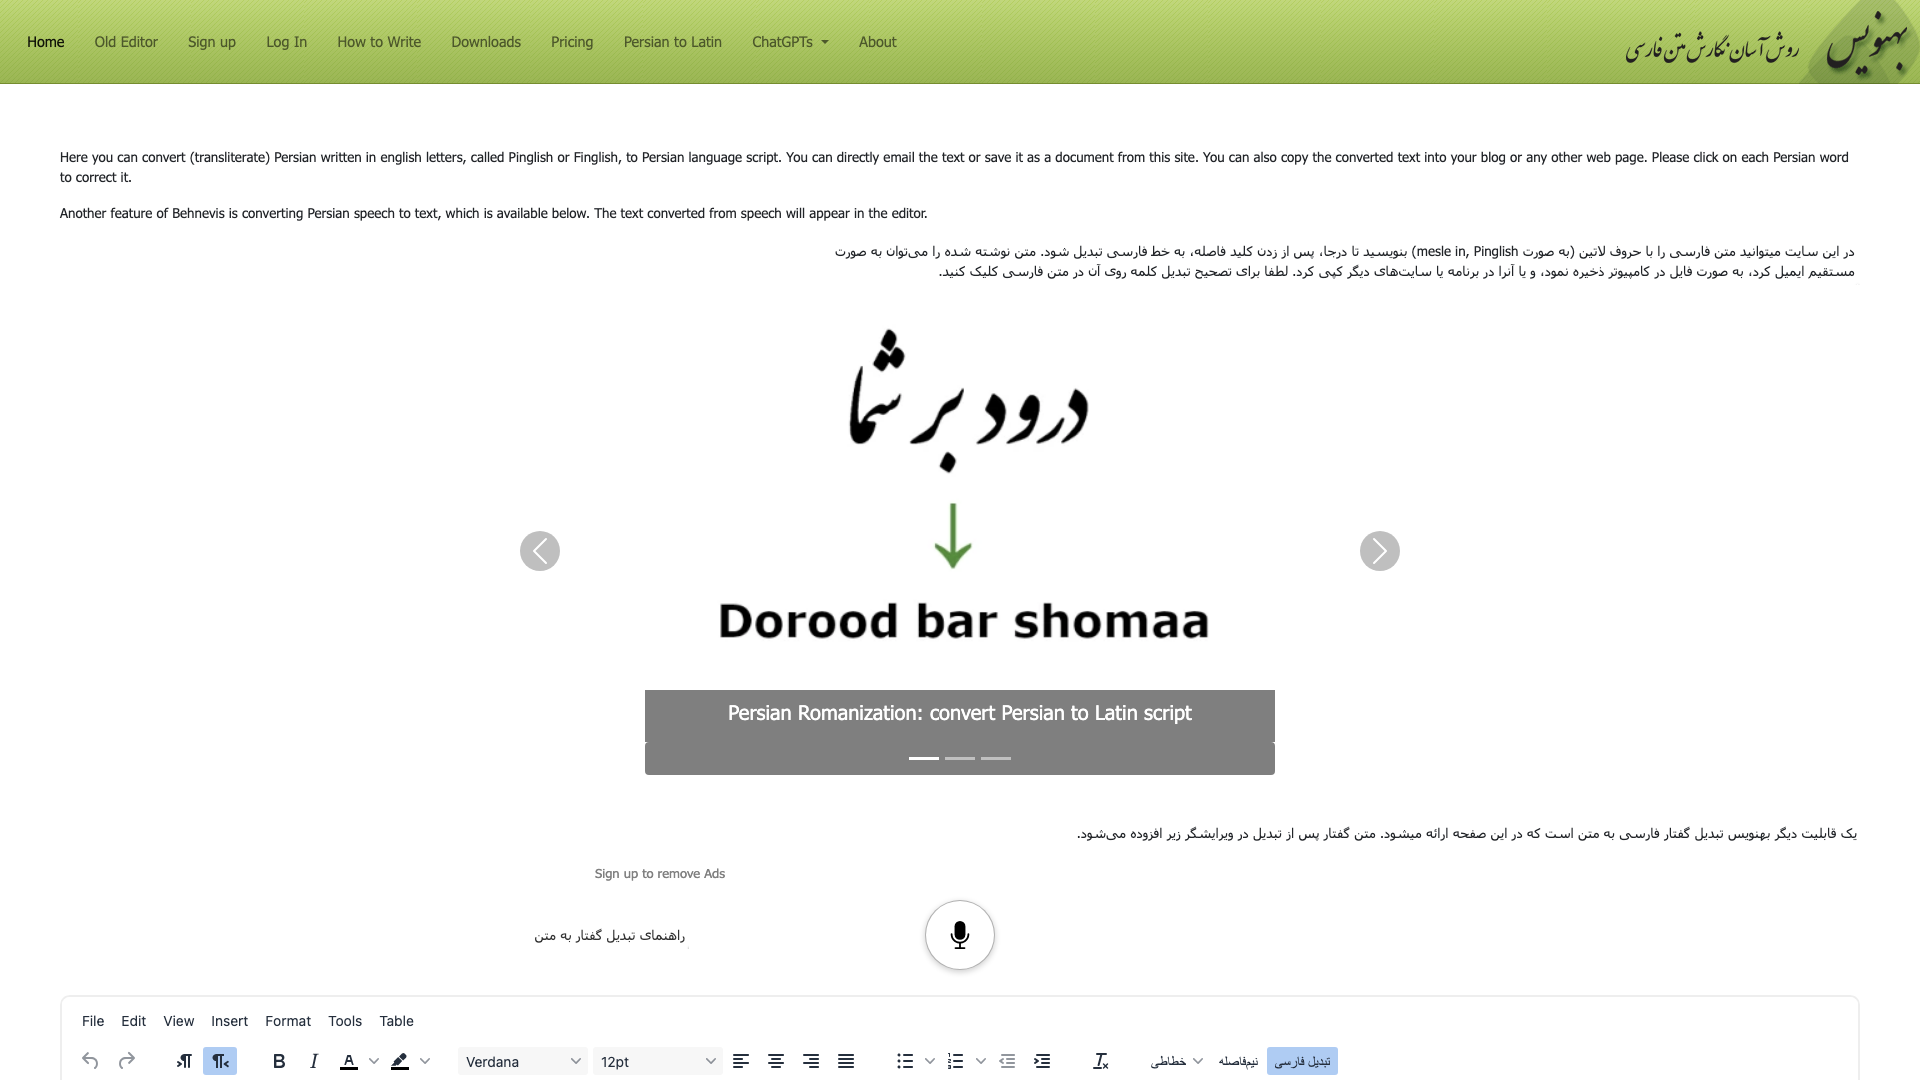 Home Old Editor Sign up Log In How to Write Downloads Pricing Persian to Latin ChatGPTs About
روش آسان نگارش متن فارسی بهنویس
Here you can convert (transliterate) Persian written in english letters, called Pinglish or Finglish, to Persian language script. You can directly email the text or save it as a document from this site. You can also copy the converted text into your blog or any other web page. Please click on each Persian word
to correct it.
Another feature of Behnevis is converting Persian speech to text, which is available below. The text converted from speech will appear in the editor.
در این سایت میتوانید متن فارسی را با حروف لاتین (به صورت mesle in, Pinglish) بنویسید تا درجا، پس از زدن کلید فاصله، به خط فارسی تبدیل شود. متن نوشته شده را می‌توان به صورت
مستقیم ایمیل کرد، به صورت فایل در کامپیوتر ذخیره نمود، و یا آنرا در برنامه یا سایت‌های دیگر کپی کرد. لطفا برای تصحیح تبدیل کلمه روی آن در متن فارسی کلیک کنید.
درود بر شما
Dorood bar shomaa
Persian Romanization: convert Persian to Latin script
یک قابلیت دیگر بهنویس تبدیل گفتار فارسی به متن است که در این صفحه ارائه میشود. متن گفتار پس از تبدیل در ویرایشگر زیر افزوده می‌شود.
Sign up to remove Ads
راهنمای تبدیل گفتار به متن
File Edit View Insert Format Tools Table
Verdana 12pt خطاطی نیم‌فاصله تبدیل فارسی